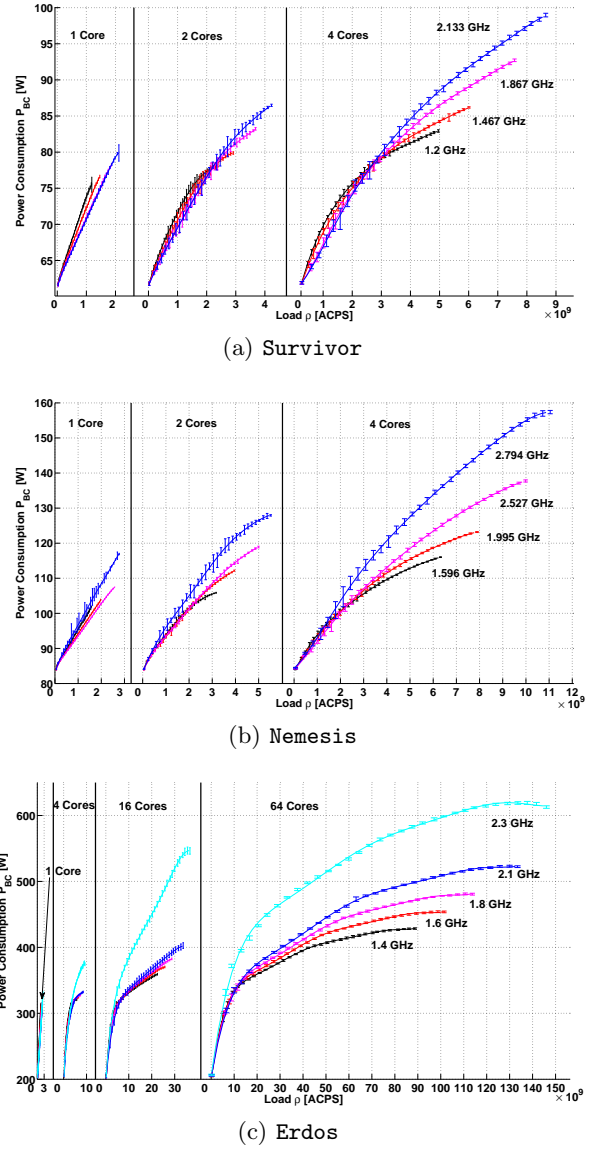 100
95
90
85
80
75
70
65
Power Consumption P_BC [W]
1 Core
2 Cores
4 Cores
2.133 GHz
1.867 GHz
1.467 GHz
1.2 GHz
0 1 2 0 1 2 3 4 0 1 2 3 4 5 6 7 8 9
Load ρ [ACPS]
× 10^9
(a) Survivor
160
150
140
130
120
110
100
90
80
Power Consumption P_BC [W]
1 Core
2 Cores
4 Cores
2.794 GHz
2.527 GHz
1.995 GHz
1.596 GHz
0 1 2 3 0 1 2 3 4 5 0 1 2 3 4 5 6 7 8 9 10 11 12
Load ρ [ACPS]
× 10^9
(b) Nemesis
600
500
400
300
200
Power Consumption P_BC [W]
4 Cores
16 Cores
64 Cores
1 Core
2.3 GHz
2.1 GHz
1.8 GHz
1.6 GHz
1.4 GHz
0 3 0 10 0 10 20 30 0 10 20 30 40 50 60 70 80 90 100 110 120 130 140 150
Load ρ [ACPS]
× 10^9
(c) Erdos